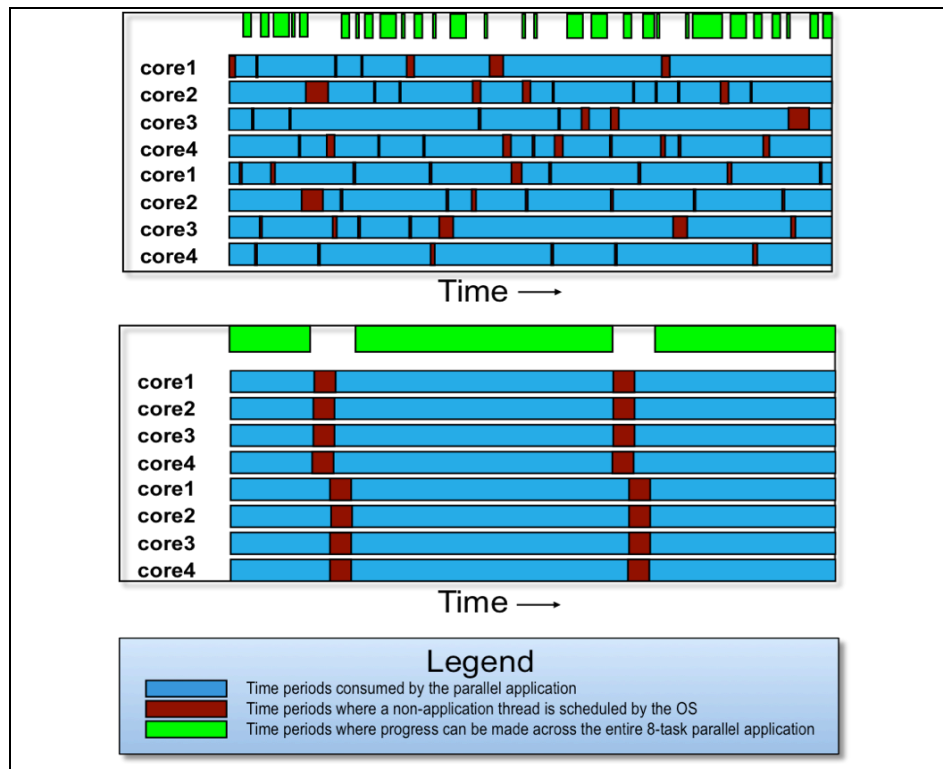 core1
core2
core3
core4
core1
core2
core3
core4
Time
core1
core2
core3
core4
core1
core2
core3
core4
Time
Legend
Time periods consumed by the parallel application
Time periods where a non-application thread is scheduled by the OS
Time periods where progress can be made across the entire 8-task parallel application